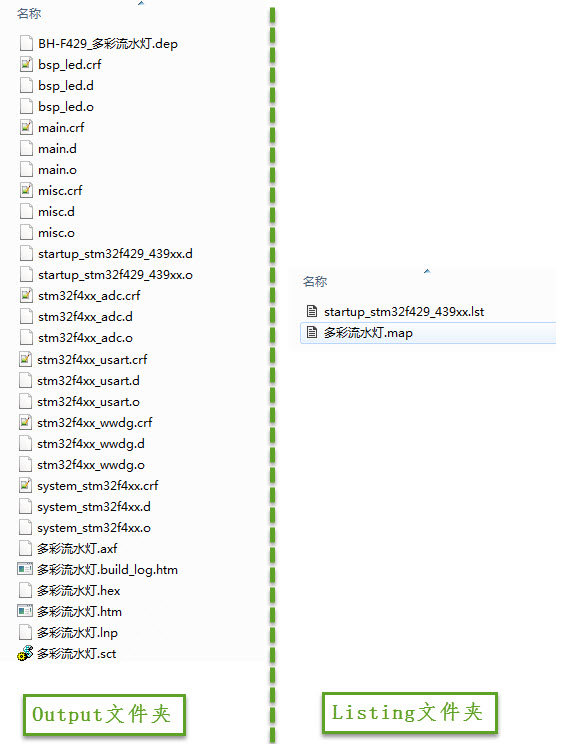 名称
BH-F429_多彩流水灯.dep
bsp_led.crf
bsp_led.d
bsp_led.o
main.crf
main.d
main.o
misc.crf
misc.d
misc.o
startup_stm32f429_439xx.d
startup_stm32f429_439xx.o
stm32f4xx_adc.crf
stm32f4xx_adc.d
stm32f4xx_adc.o
stm32f4xx_usart.crf
stm32f4xx_usart.d
stm32f4xx_usart.o
stm32f4xx_wwdg.crf
stm32f4xx_wwdg.d
stm32f4xx_wwdg.o
system_stm32f4xx.crf
system_stm32f4xx.d
system_stm32f4xx.o
多彩流水灯.axf
多彩流水灯.build_log.htm
多彩流水灯.hex
多彩流水灯.htm
多彩流水灯.lnp
多彩流水灯.sct
Output文件夹
名称
startup_stm32f429_439xx.lst
多彩流水灯.map
Listing文件夹